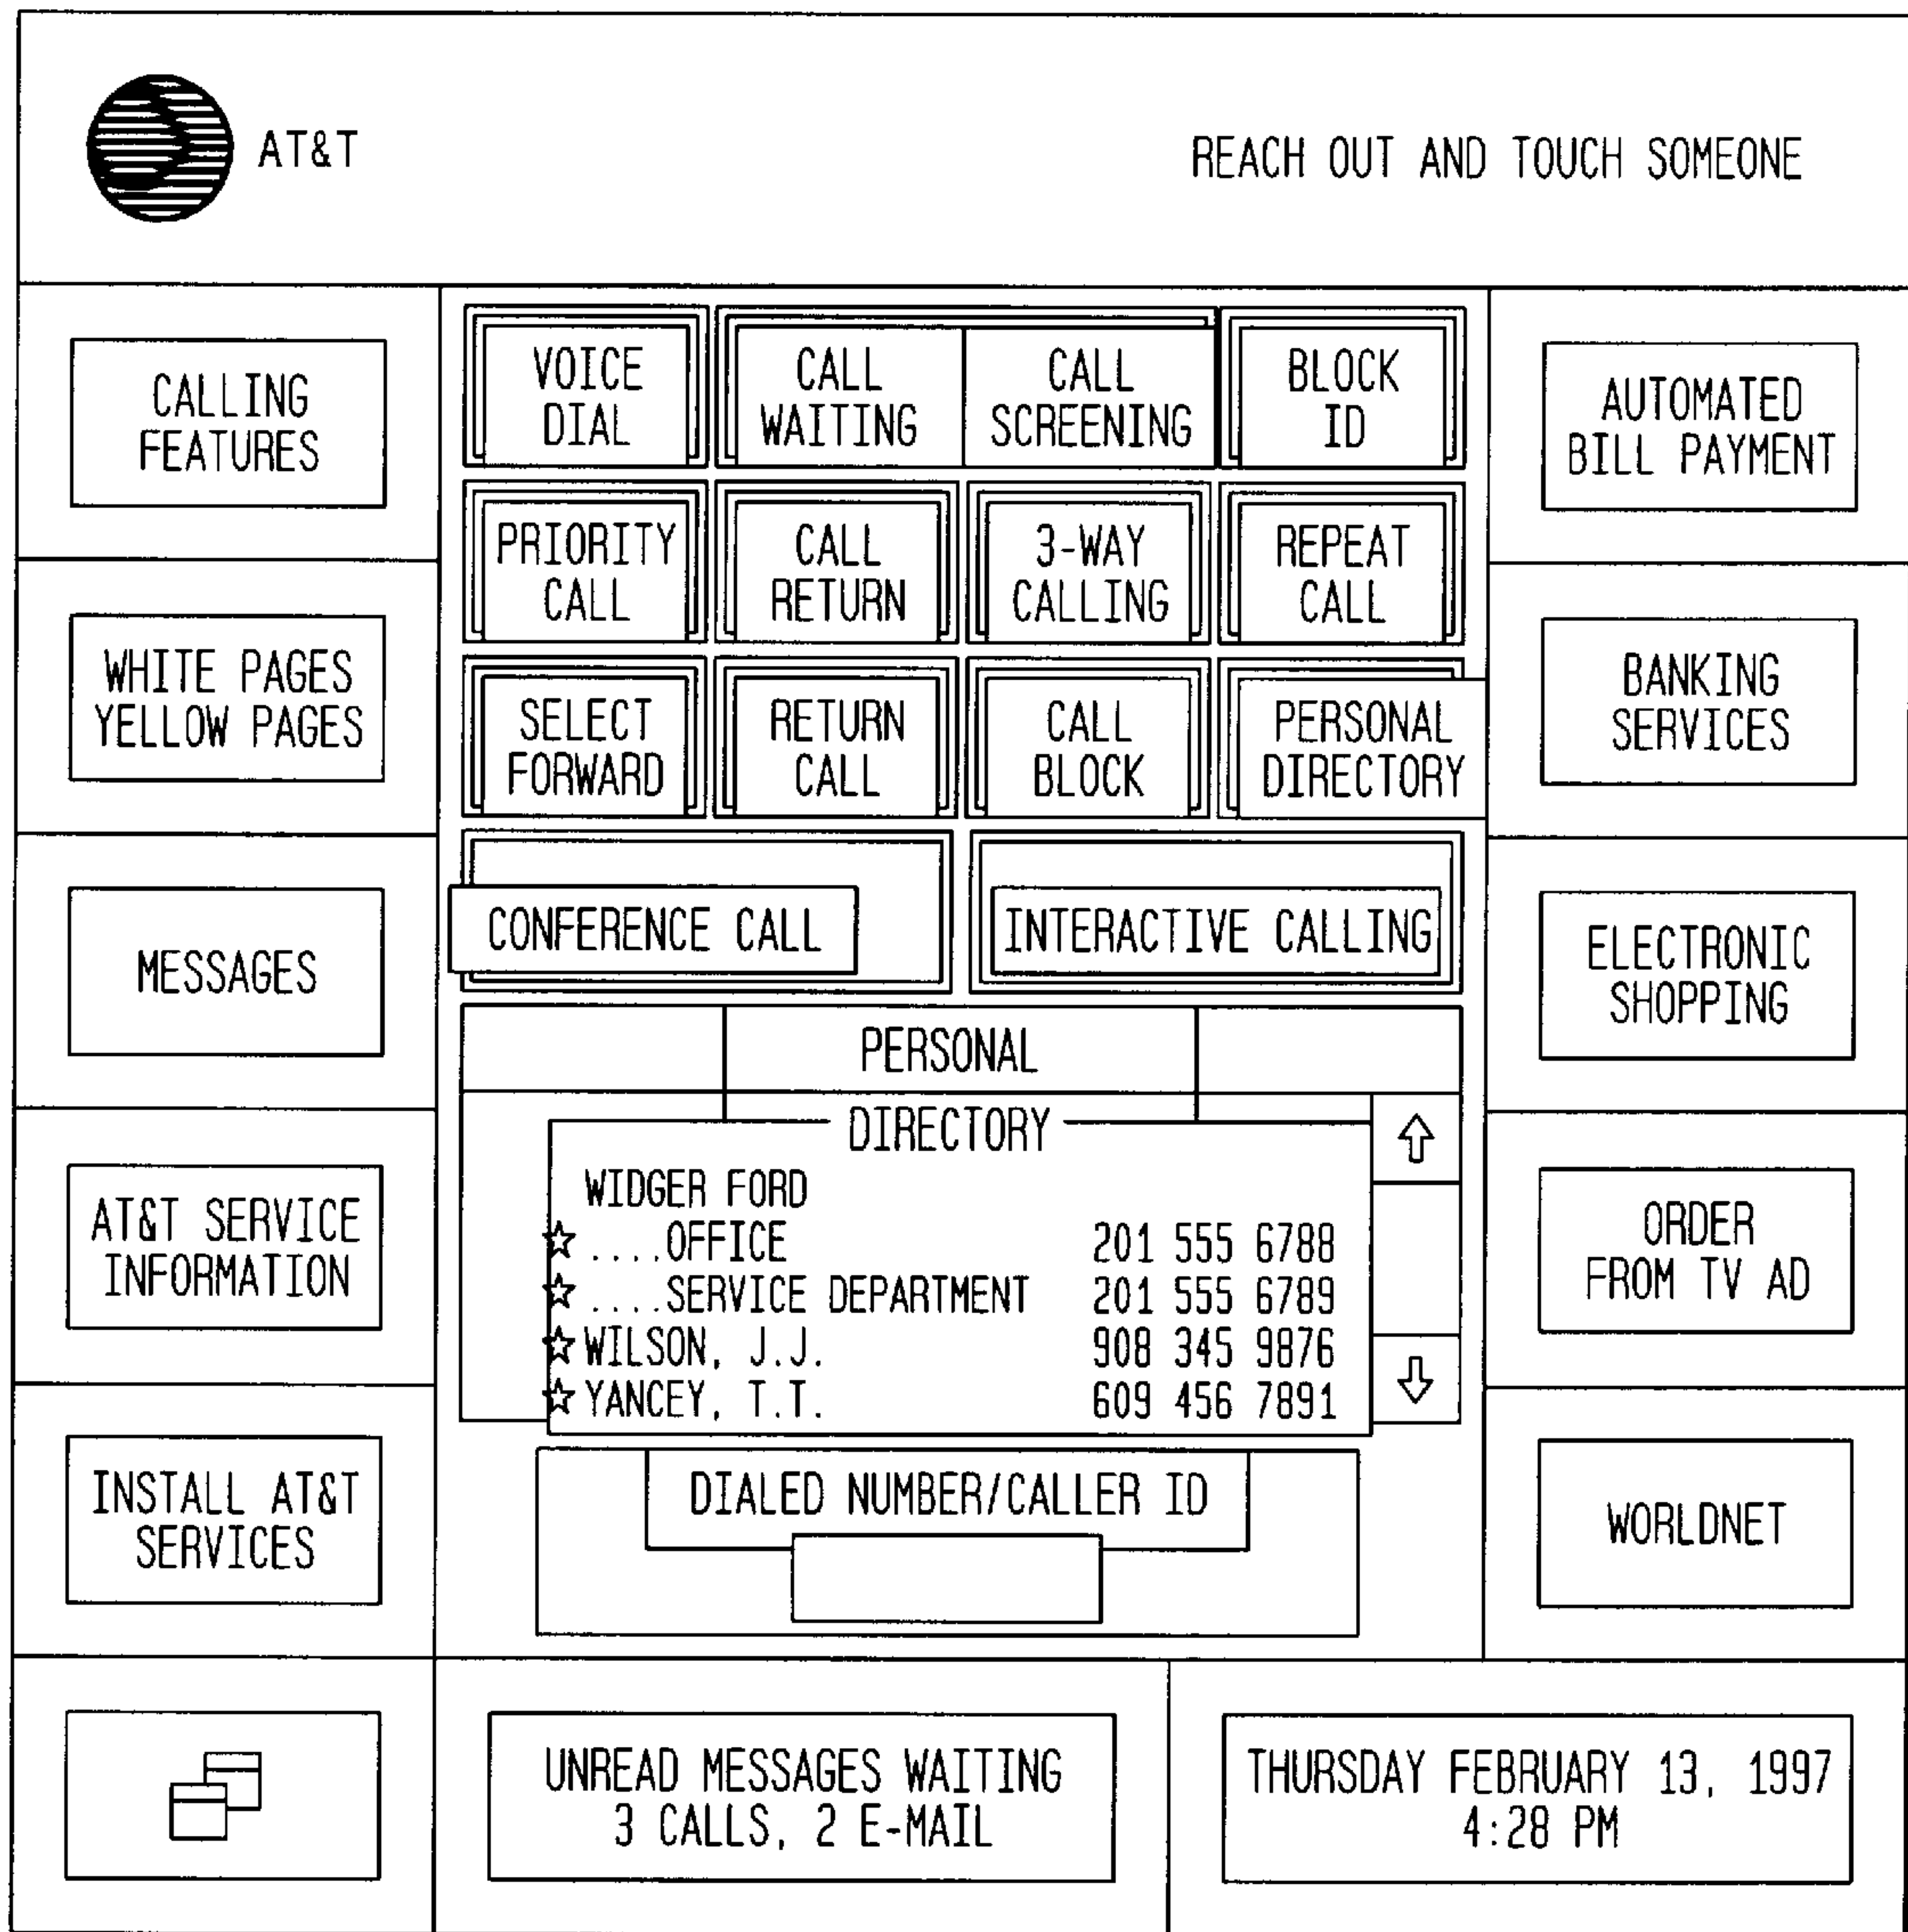 AT&T
REACH OUT AND TOUCH SOMEONE
CALLING
FEATURES
WHITE PAGES
YELLOW PAGES
MESSAGES
AT&T SERVICE
INFORMATION
INSTALL AT&T
SERVICES
VOICE
DIAL
CALL
WAITING
CALL
SCREENING
BLOCK
ID
PRIORITY
CALL
CALL
RETURN
3-WAY
CALLING
REPEAT
CALL
SELECT
FORWARD
RETURN
CALL
CALL
BLOCK
PERSONAL
DIRECTORY
CONFERENCE CALL
INTERACTIVE CALLING
PERSONAL
DIRECTORY
WIDGER FORD
☆ ....OFFICE 201 555 6788
☆ ....SERVICE DEPARTMENT 201 555 6789
☆ WILSON, J.J. 908 345 9876
☆ YANCEY, T.T. 609 456 7891
DIALED NUMBER/CALLER ID
AUTOMATED
BILL PAYMENT
BANKING
SERVICES
ELECTRONIC
SHOPPING
ORDER
FROM TV AD
WORLDNET
UNREAD MESSAGES WAITING
3 CALLS, 2 E-MAIL
THURSDAY FEBRUARY 13, 1997
4:28 PM